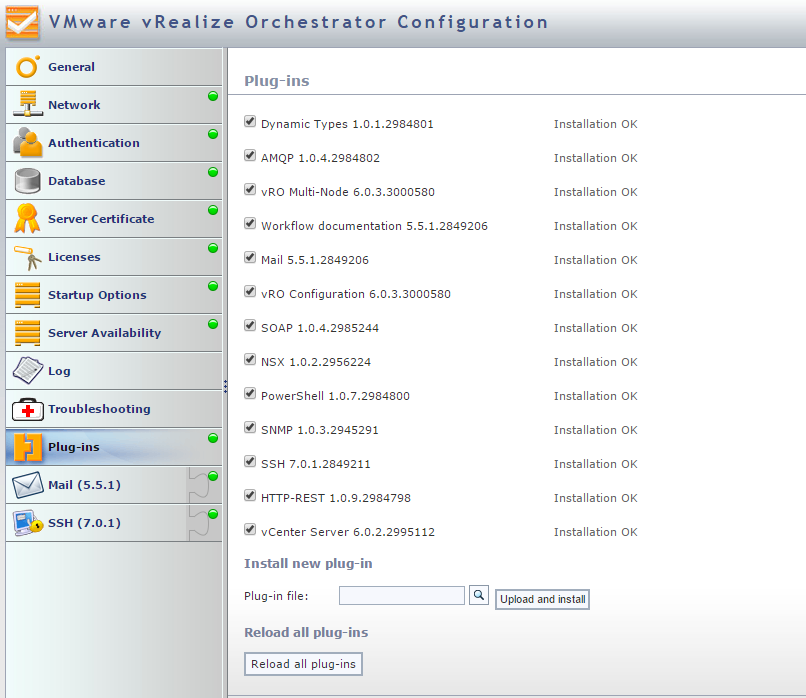 VMware vRealize Orchestrator Configuration
General
Network
Authentication
Database
Server Certificate
Licenses
Startup Options
Server Availability
Log
Troubleshooting
Plug-ins
Mail (5.5.1)
SSH (7.0.1)
Plug-ins
Dynamic Types 1.0.1.2984801 Installation OK
AMQP 1.0.4.2984802 Installation OK
vRO Multi-Node 6.0.3.3000580 Installation OK
Workflow documentation 5.5.1.2849206 Installation OK
Mail 5.5.1.2849206 Installation OK
vRO Configuration 6.0.3.3000580 Installation OK
SOAP 1.0.4.2985244 Installation OK
NSX 1.0.2.2956224 Installation OK
PowerShell 1.0.7.2984800 Installation OK
SNMP 1.0.3.2945291 Installation OK
SSH 7.0.1.2849211 Installation OK
HTTP-REST 1.0.9.2984798 Installation OK
vCenter Server 6.0.2.2995112 Installation OK
Install new plug-in
Plug-in file: Upload and install
Reload all plug-ins
Reload all plug-ins